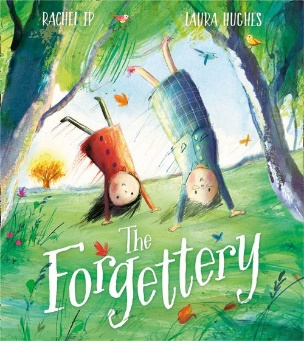 RACHEL IP
LAURA HUGHES
The
Forgettery